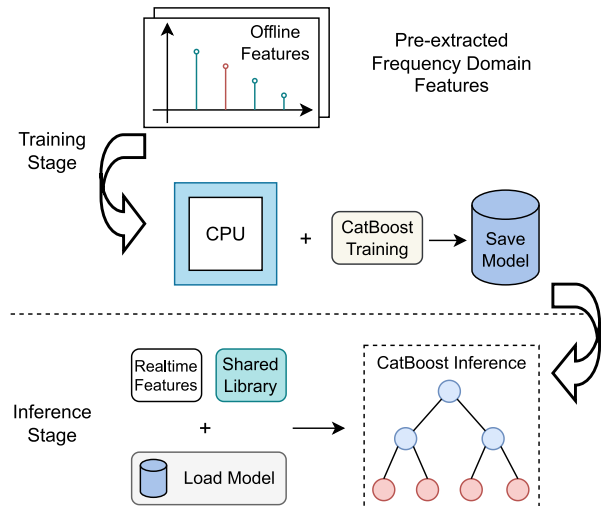 Offline
Features
Pre-extracted
Frequency Domain
Features
Training
Stage
CPU
+
CatBoost
Training
Save
Model
Realtime
Features
Shared
Library
CatBoost Inference
Inference
Stage
+
Load Model